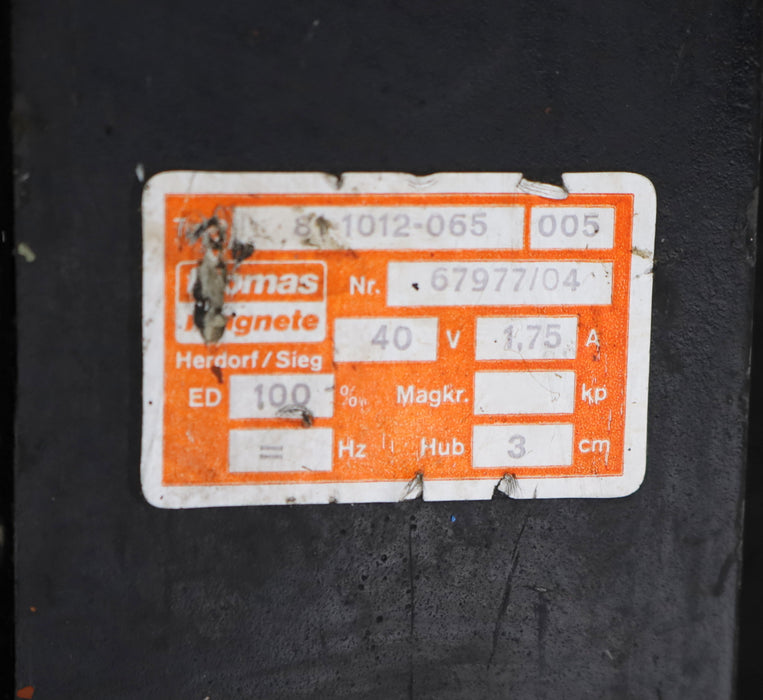 1012-065 005
Nr. 67977/04
magnete 40 V 1,75 A
Herdorf/Sieg
ED 100 % Magkr. kp
= Hz Hub 3 cm